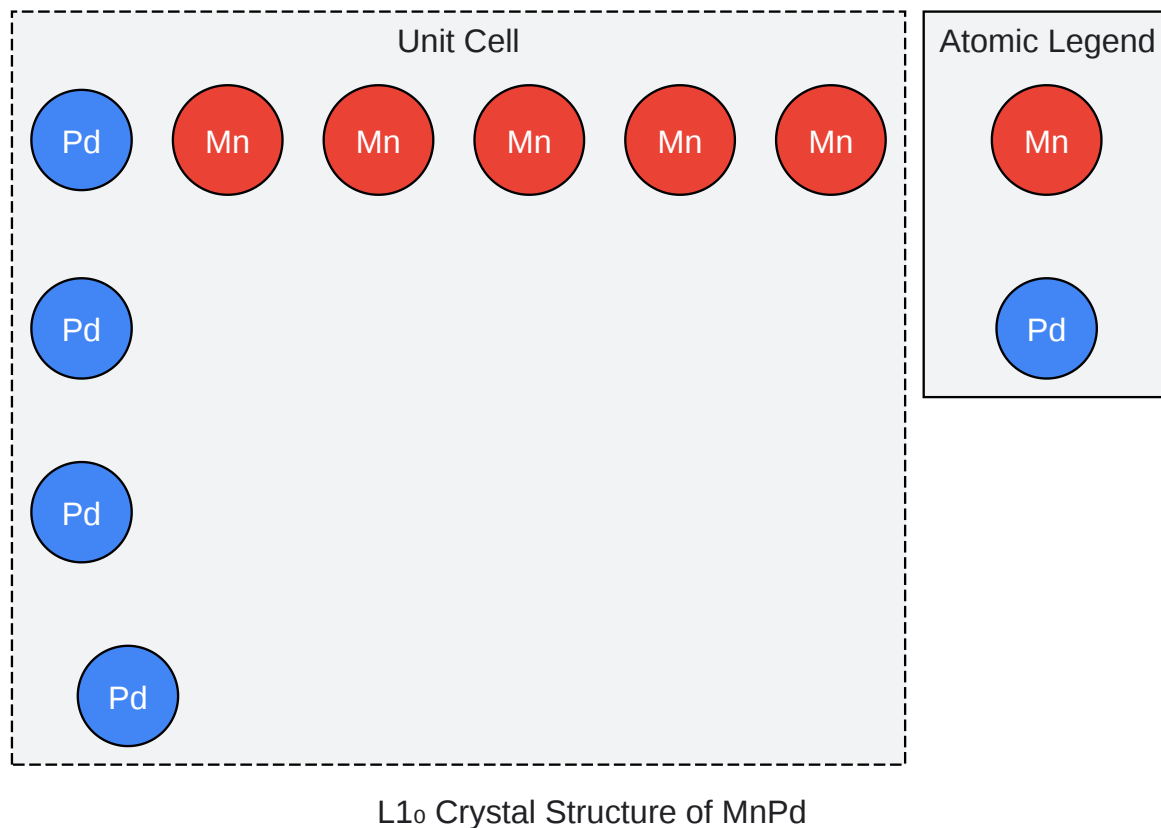 Unit Cell
Atomic Legend
Pd Mn Mn Mn Mn Mn
Mn
Pd
Pd
Pd
Pd
L1₀ Crystal Structure of MnPd